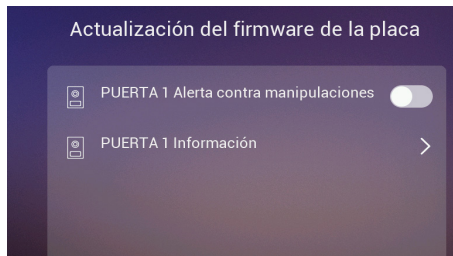 Actualización del firmware de la placa
PUERTA 1 Alerta contra manipulaciones
PUERTA 1 Información